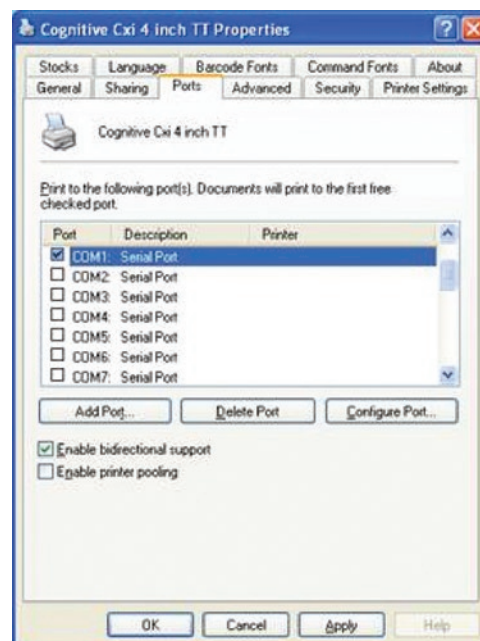 Cognitive Cxi 4 inch TT Properties
Stocks Language Barcode Fonts Command Fonts About
General Sharing Ports Advanced Security Printer Settings
Cognitive Cxi 4 inch TT
Print to the following port(s). Documents will print to the first free
checked port.
Port Description Printer
COM1: Serial Port
COM2: Serial Port
COM3: Serial Port
COM4: Serial Port
COM5: Serial Port
COM6: Serial Port
COM7: Serial Port
Add Port... Delete Port Configure Port...
Enable bidirectional support
Enable printer pooling
OK Cancel Apply Help